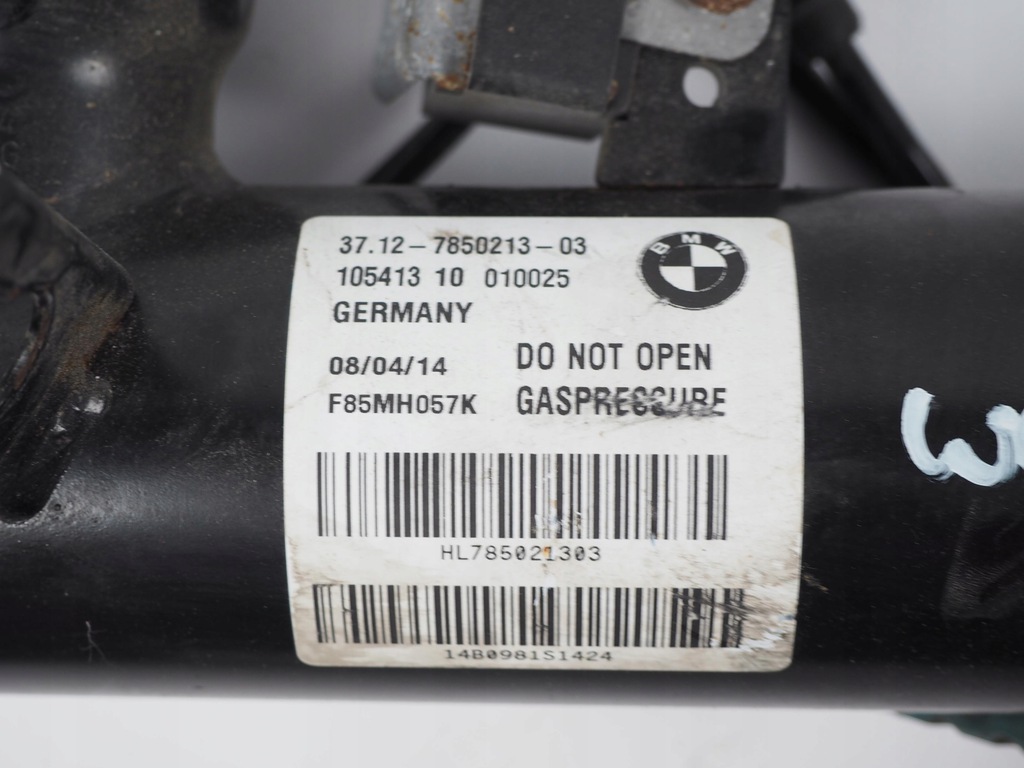 37.12-7850213-03
BMW
105413 10 010025
GERMANY
08/04/14 DO NOT OPEN
F85MH057K GASPRESSURE
HL785021303
14B0981S1424